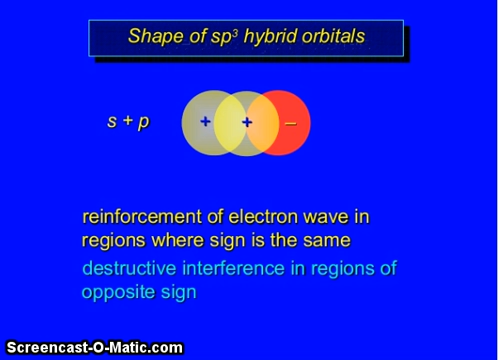 Shape of sp³ hybrid orbitals
s + p + + –
reinforcement of electron wave in
regions where sign is the same
destructive interference in regions of
opposite sign
Screencast-O-Matic.com